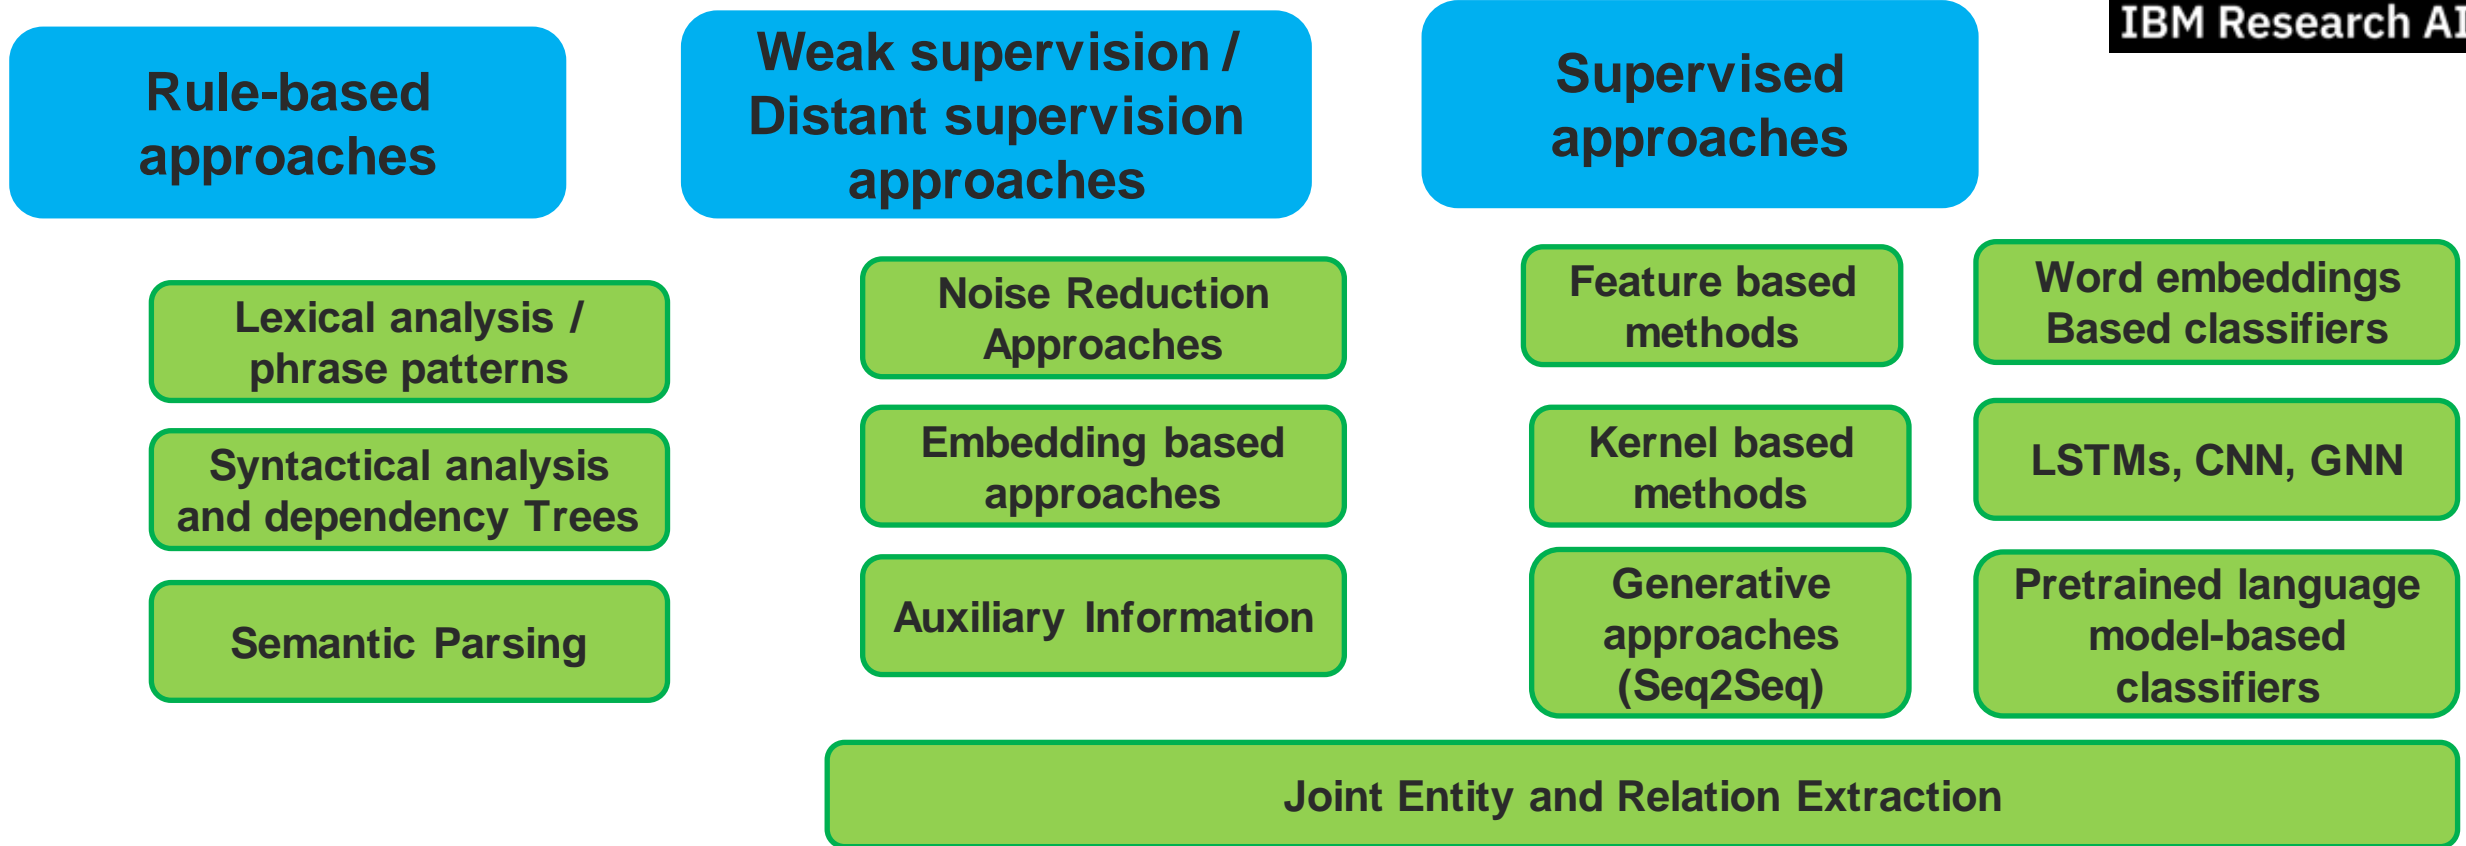 IBM Research AI
Rule-based
approaches
Weak supervision /
Distant supervision
approaches
Supervised
approaches
Lexical analysis /
phrase patterns
Syntactical analysis
and dependency Trees
Semantic Parsing
Noise Reduction
Approaches
Embedding based
approaches
Auxiliary Information
Feature based
methods
Kernel based
methods
Generative
approaches
(Seq2Seq)
Word embeddings
Based classifiers
LSTMs, CNN, GNN
Pretrained language
model-based
classifiers
Joint Entity and Relation Extraction